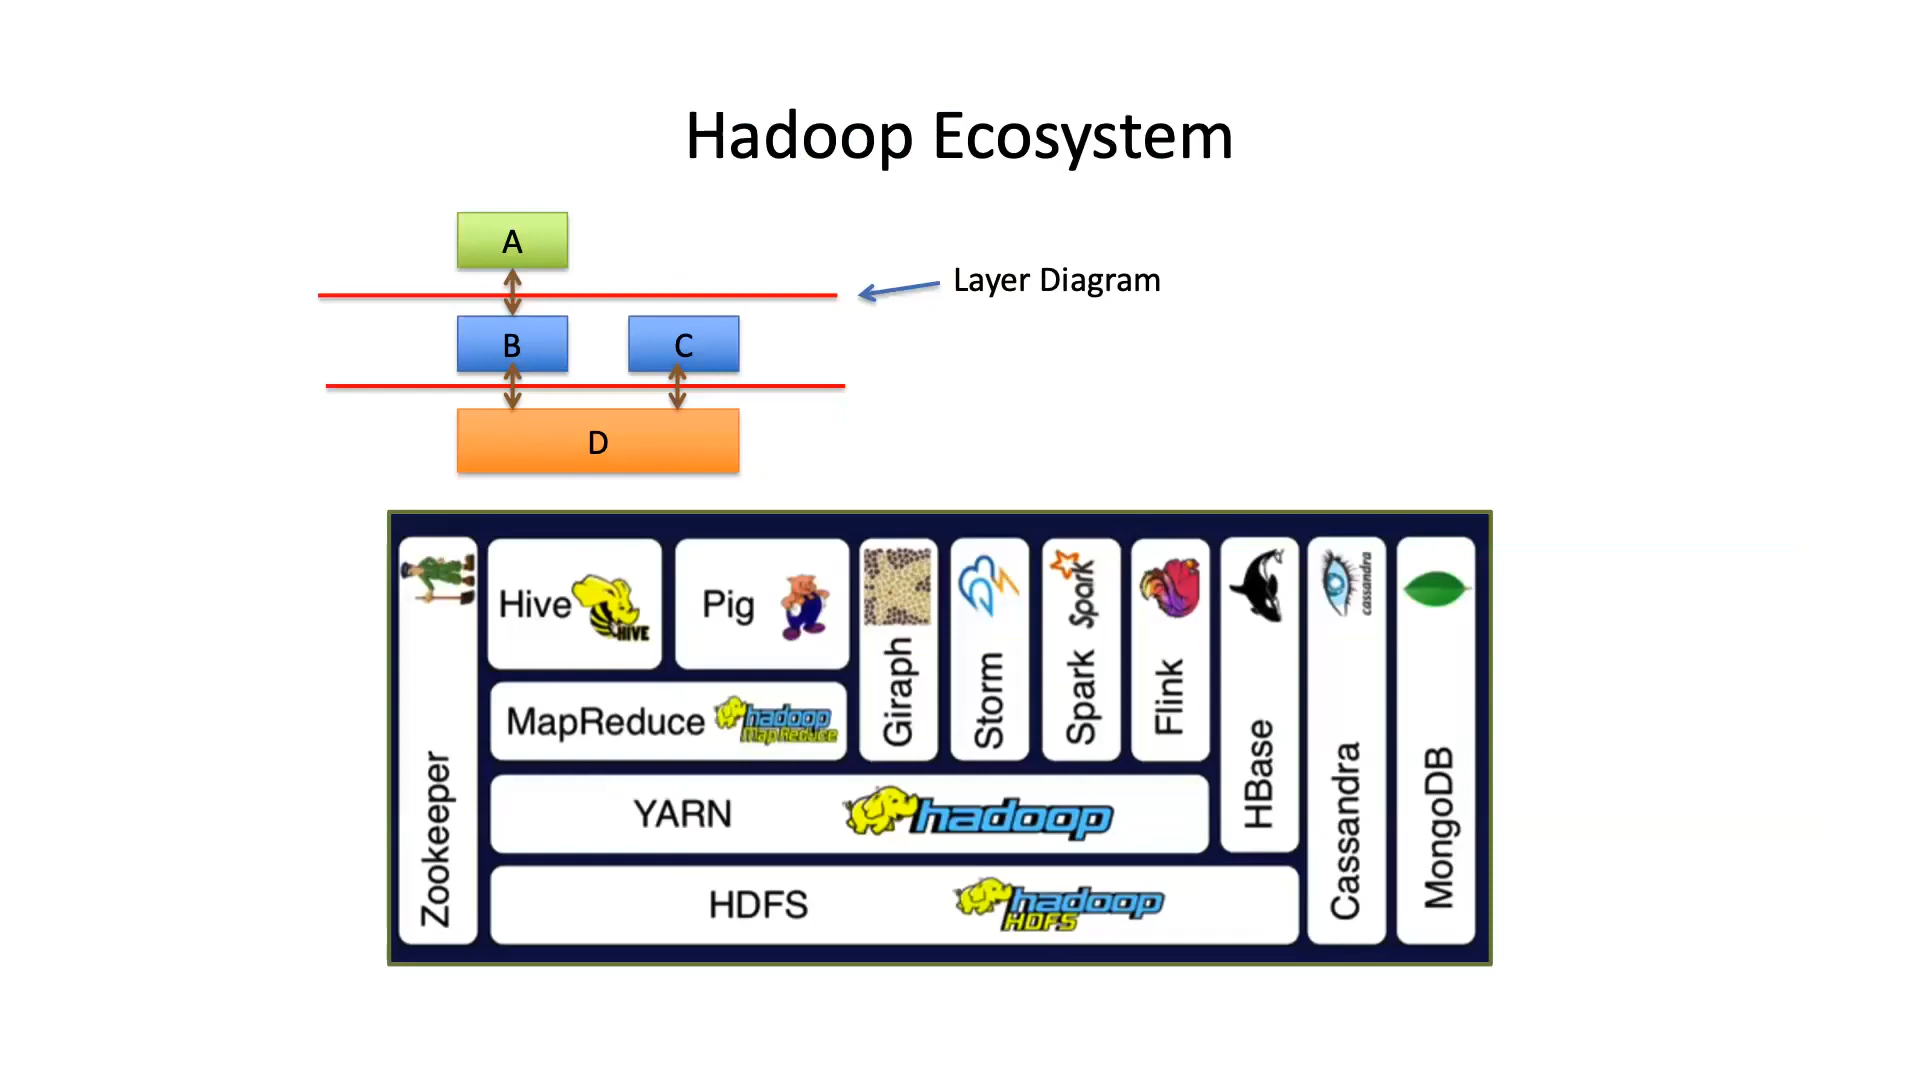 Hadoop Ecosystem
A
Layer Diagram
B
C
D
Zookeeper
Hive
HIVE
Pig
MapReduce
hadoop
Map Reduce
Giraph
Storm
Spark
Spark
Flink
HBase
cassandra
Cassandra
MongoDB
YARN
hadoop
HDFS
hadoop
HDFS